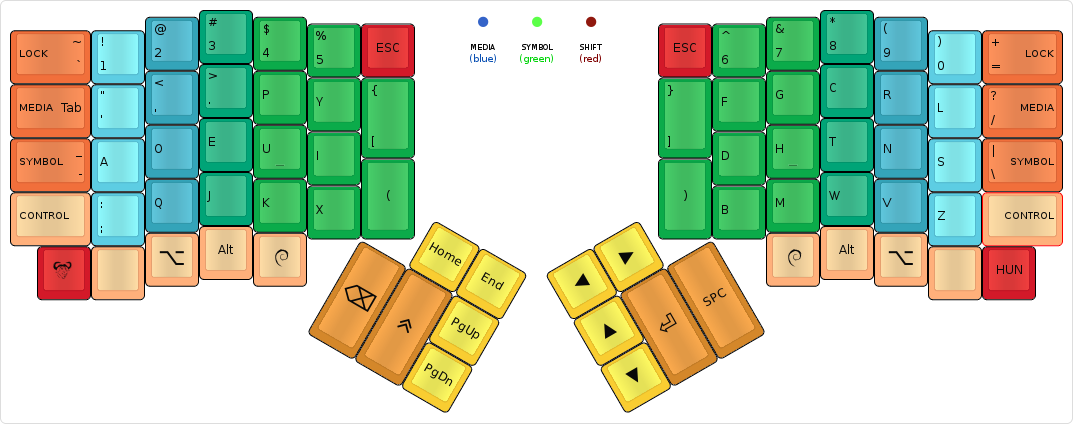 LOCK ~ `
! 1
@ 2
# 3
$ 4
% 5
ESC
MEDIA (blue)
SYMBOL (green)
SHIFT (red)
ESC
^ 6
& 7
* 8
( 9
) 0
+ = LOCK
MEDIA Tab
" '
< ,
> .
P
Y
{ [
} ]
F
G
C
R
L
? / MEDIA
SYMBOL _ -
A
O
E
U _
I
D
H _
T
N
S
| \ SYMBOL
CONTROL
: ;
Q
J
K
X
(
)
B
M
W
V
Z
CONTROL
⌥
Alt
Alt
⌥
HUN
Home
End
PgUp
PgDn
SPC